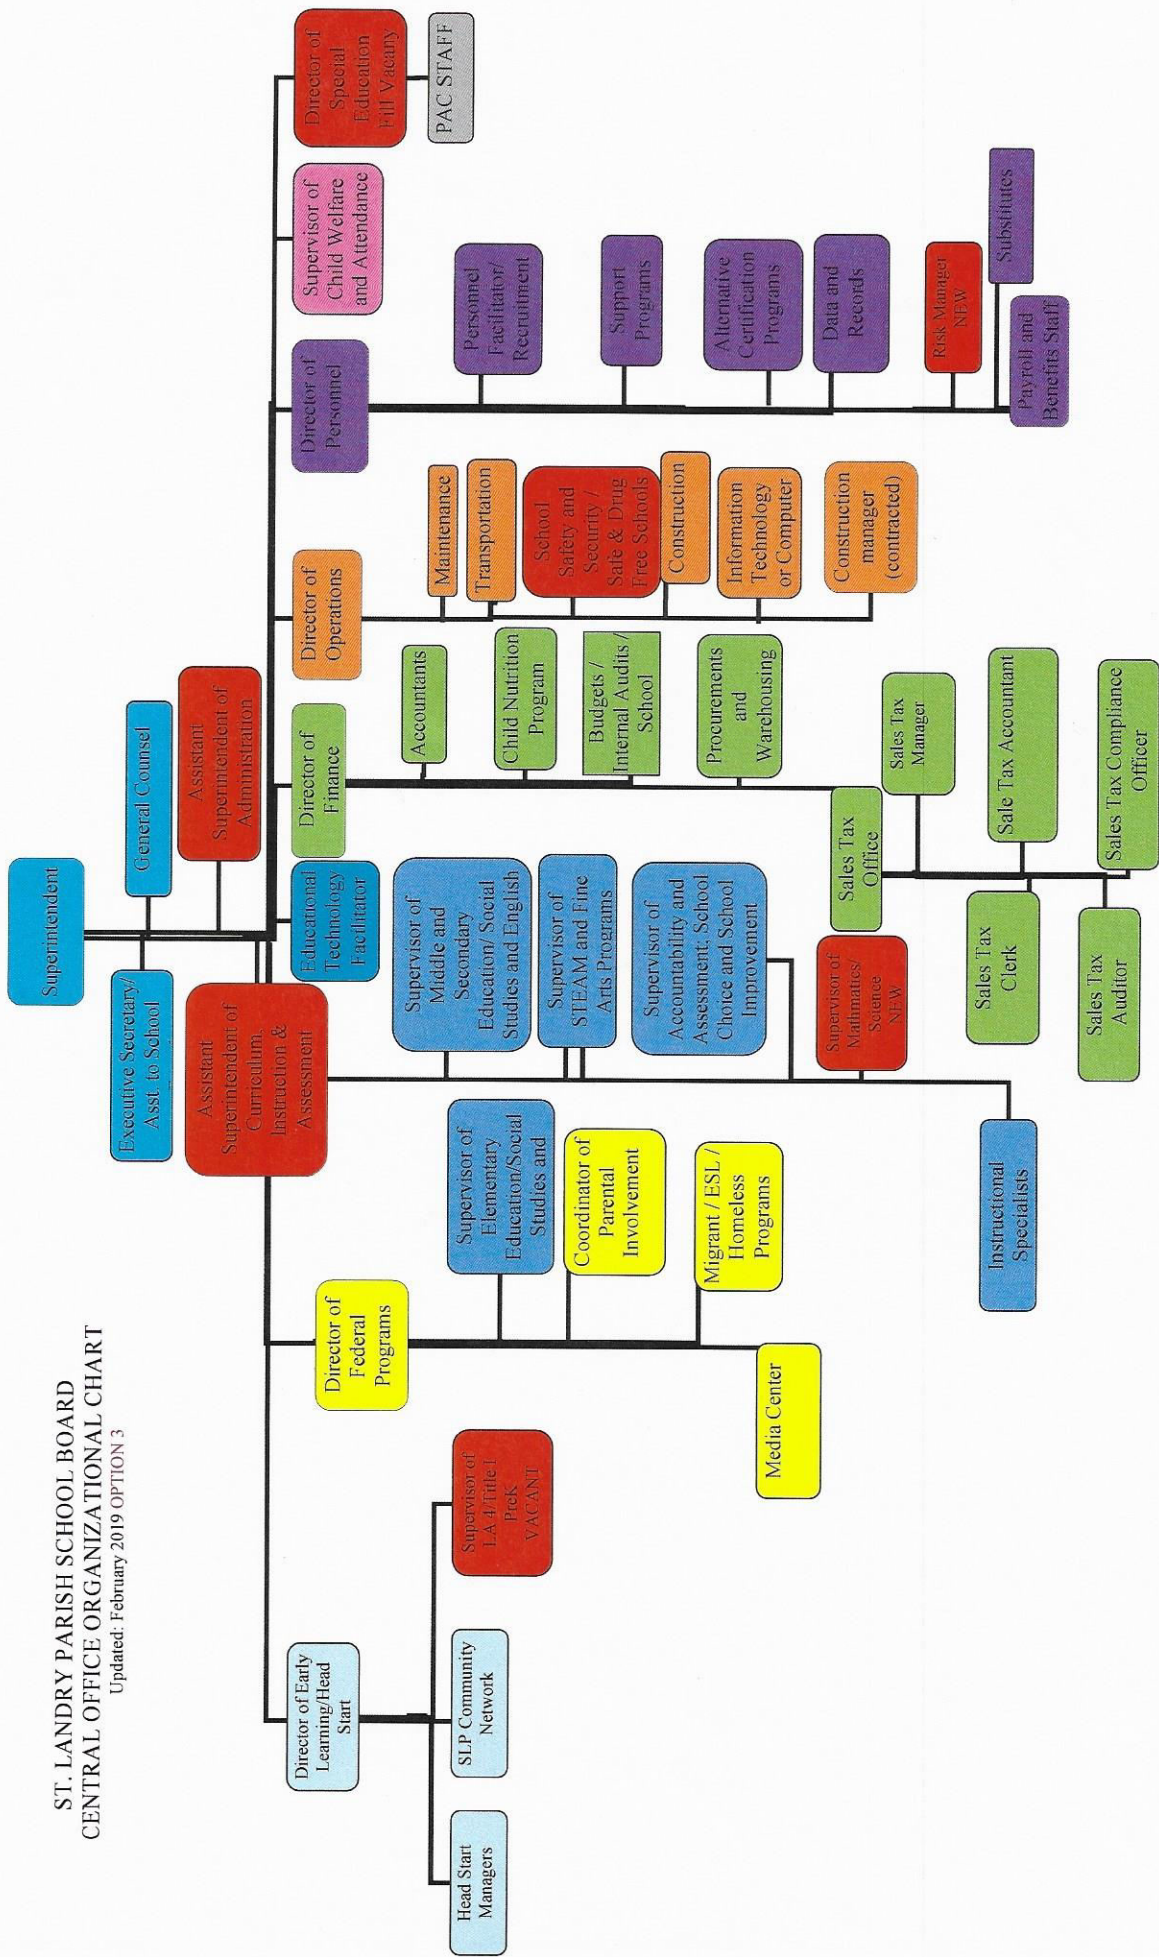 ST. LANDRY PARISH SCHOOL BOARD
CENTRAL OFFICE ORGANIZATIONAL CHART
Updated: February 2019 OPTION 3
Superintendent
Executive Secretary/
Asst. to School
General Counsel
Assistant
Superintendent of
Administration
Assistant
Superintendent of
Curriculum,
Instruction &
Assessment
Director of Early
Learning/Head
Start
Head Start
Managers
SLP Community
Network
Supervisor of
LA 4/Title I
PreK
VACANT
Director of
Federal
Programs
Supervisor of
Elementary
Education/Social
Studies and
Coordinator of
Parental
Involvement
Migrant / ESL /
Homeless
Programs
Media Center
Supervisor of
Middle and
Secondary
Education/ Social
Studies and English
Supervisor of
STEAM and Fine
Arts Programs
Supervisor of
Accountability and
Assessment; School
Choice and School
Improvement
Supervisor of
Mathmatics/
Science
NEW
Instructional
Specialists
Educational
Technology
Facilitator
Director of
Finance
Accountants
Child Nutrition
Program
Budgets /
Internal Audits /
School
Procurements
and
Warehousing
Sales Tax
Office
Sales Tax
Manager
Sale Tax Accountant
Sales Tax
Clerk
Sales Tax Compliance
Officer
Sales Tax
Auditor
Director of
Operations
Maintenance
Transportation
School
Safety and
Security /
Safe & Drug
Free Schools
Construction
Information
Technology
or Computer
Construction
manager
(contracted)
Director of
Personnel
Personnel
Facilitator/
Recruitment
Support
Programs
Alternative
Certification
Programs
Data and
Records
Risk Manager
NEW
Substitutes
Payroll and
Benefits Staff
Supervisor of
Child Welfare
and Attendance
Director of
Special
Education
Fill Vacany
PAC STAFF